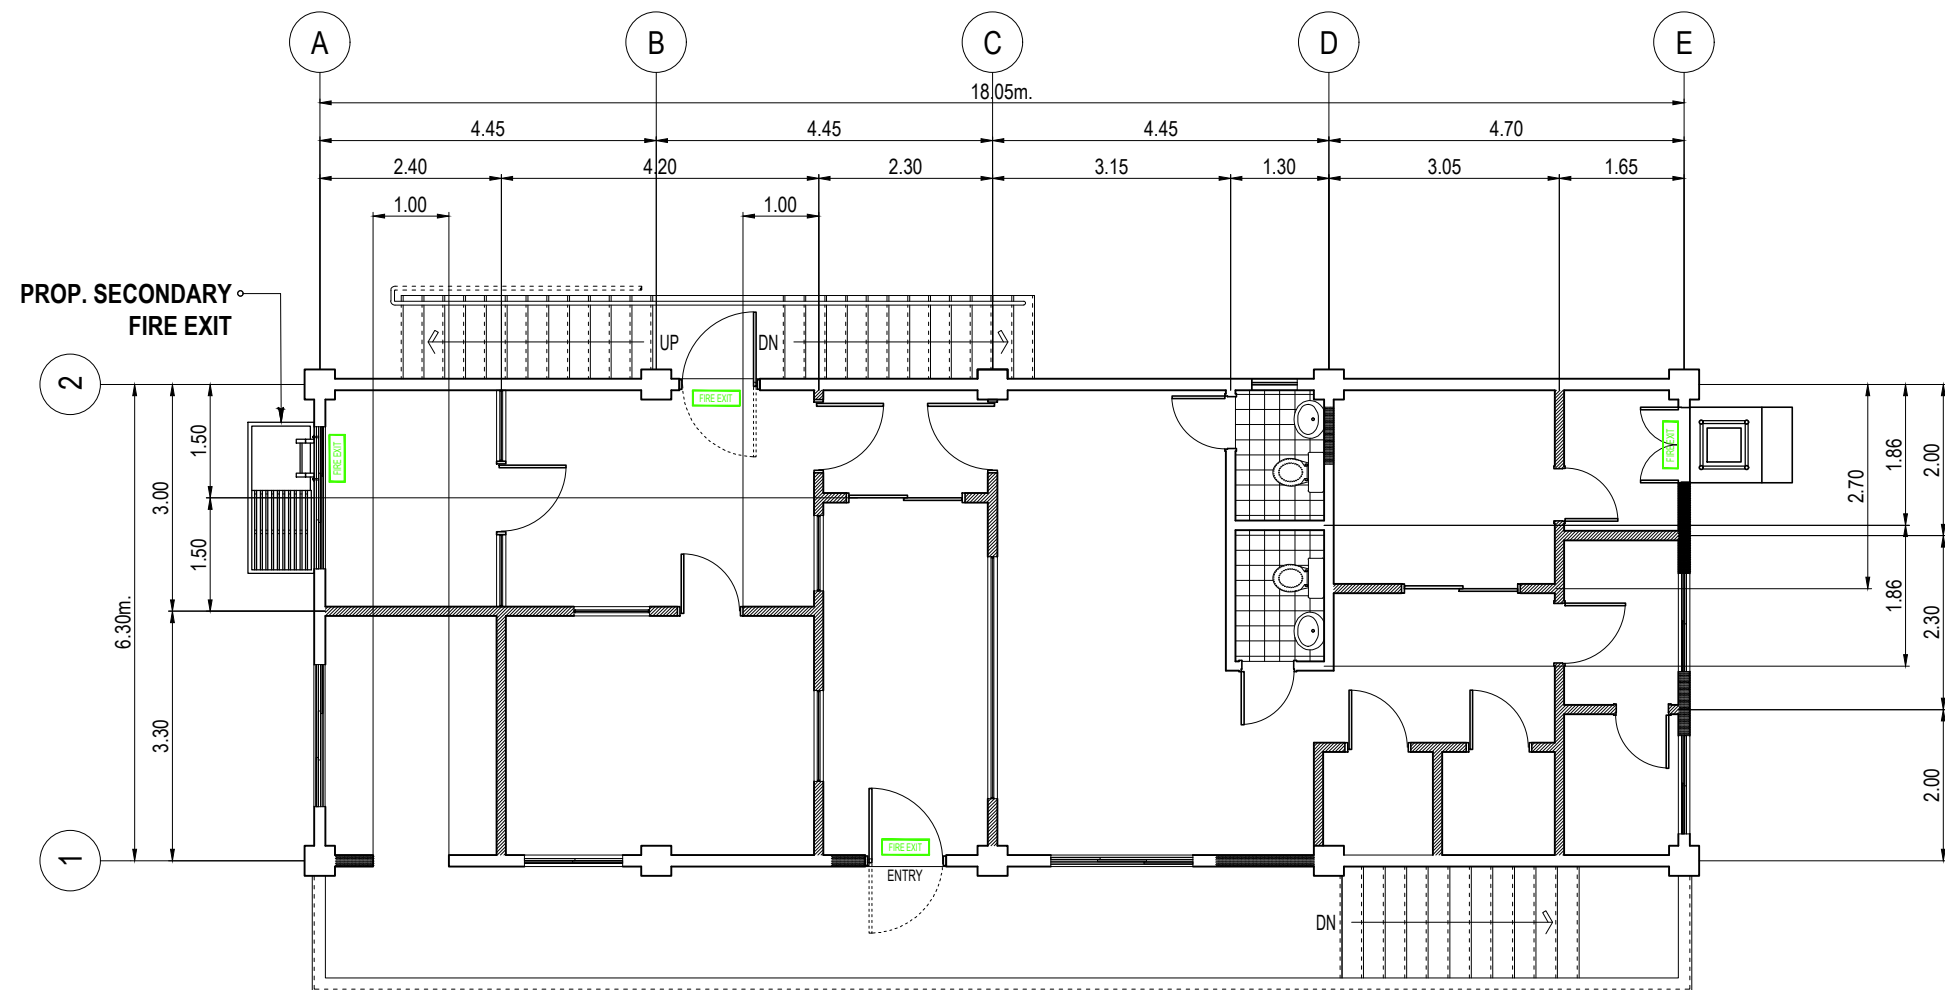 A
B
C
D
E
18.05m.
4.45
4.45
4.45
4.70
2.40
4.20
2.30
3.15
1.30
3.05
1.65
1.00
1.00
PROP. SECONDARY
FIRE EXIT
UP
DN
2
FIRE EXIT
FIRE EXIT
FIRE EXIT
1.50
3.00
1.50
6.30m.
3.30
1.86
2.00
2.70
1.86
2.30
2.00
FIRE EXIT
1
ENTRY
DN